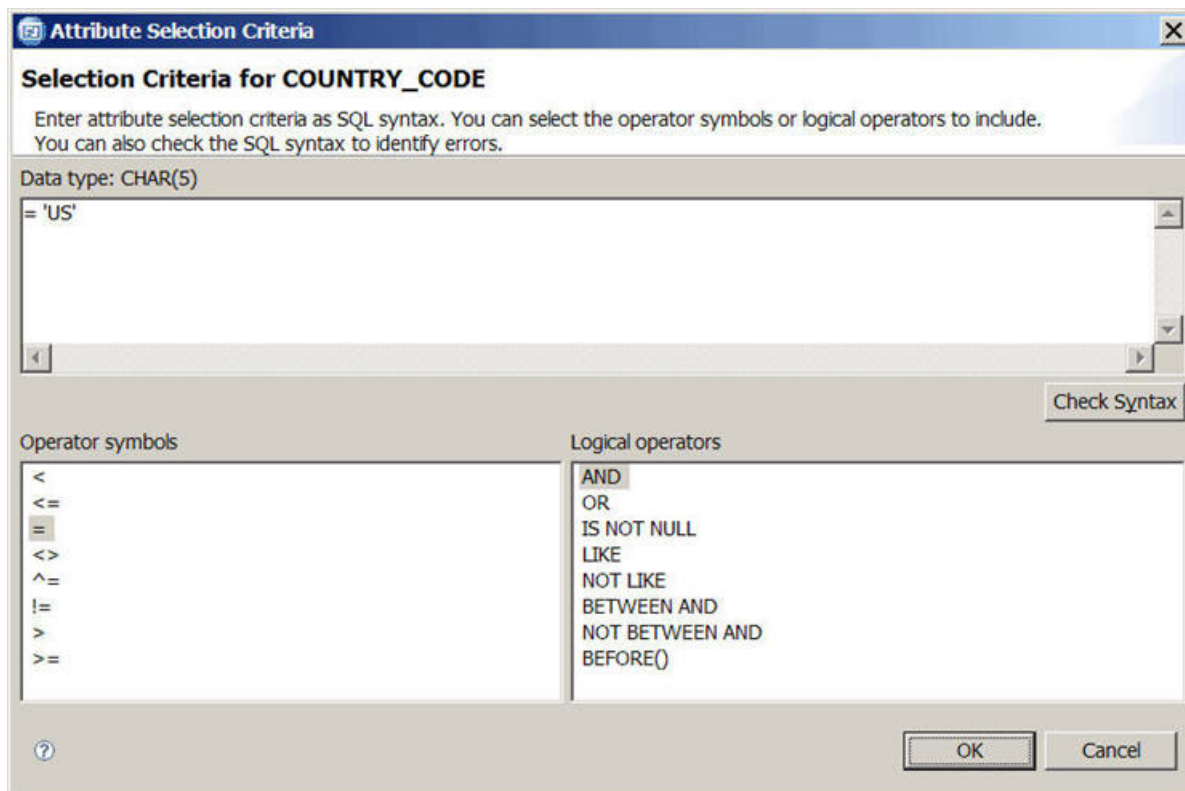 Attribute Selection Criteria
Selection Criteria for COUNTRY_CODE
Enter attribute selection criteria as SQL syntax. You can select the operator symbols or logical operators to include.
You can also check the SQL syntax to identify errors.
Data type: CHAR(5)
= 'US'
Check Syntax
Operator symbols
<
<=
=
<>
^=
!=
>
>=
Logical operators
AND
OR
IS NOT NULL
LIKE
NOT LIKE
BETWEEN AND
NOT BETWEEN AND
BEFORE()
?
OK
Cancel